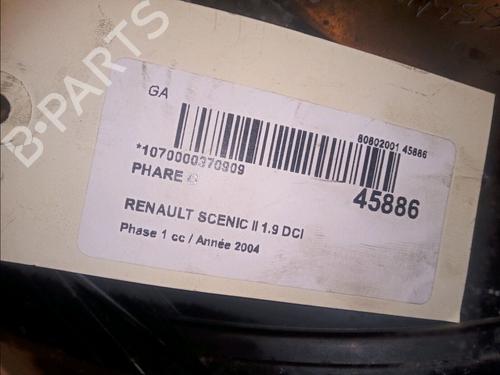 GA
80802001 45886
*1070000370909
PHARE G
45886
RENAULT SCENIC II 1.9 DCI
Phase 1 cc / Année 2004
B-PARTS